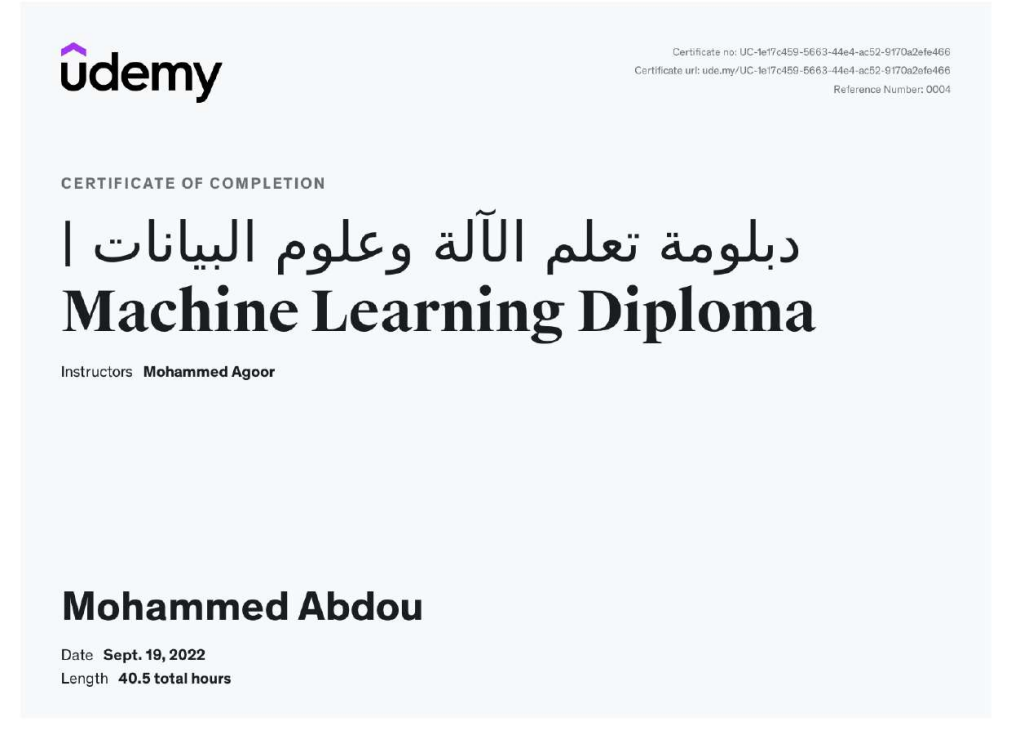 ûdemy
Certificate no: UC-1e17c459-5663-44e4-ac52-9170a2efe466
Certificate url: ude.my/UC-1e17c459-5663-44e4-ac52-9170a2efe466
Reference Number: 0004
CERTIFICATE OF COMPLETION
دبلومة تعلم الآلة وعلوم البيانات |
Machine Learning Diploma
Instructors Mohammed Agoor
Mohammed Abdou
Date Sept. 19, 2022
Length 40.5 total hours